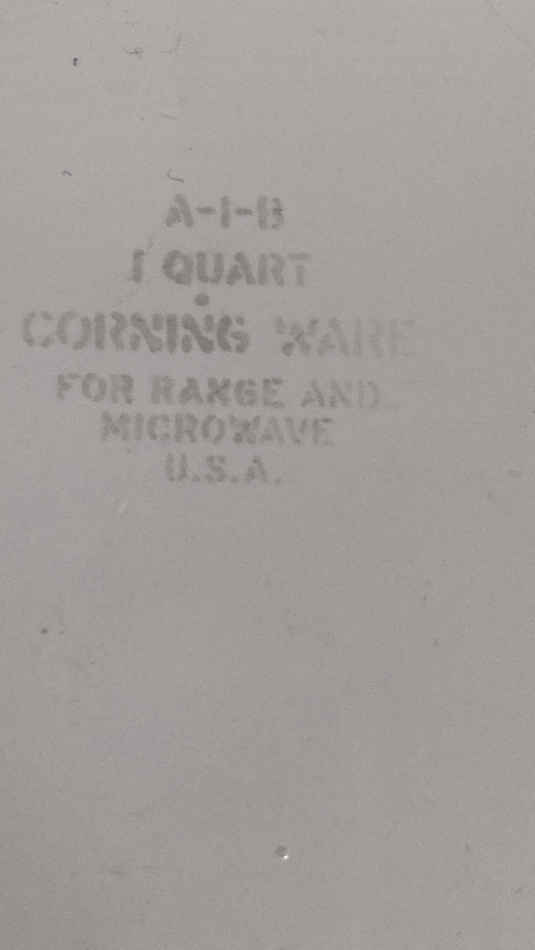 A-1-B
1 QUART
•
CORNING WARE
FOR RANGE AND
MICROWAVE
U.S.A.